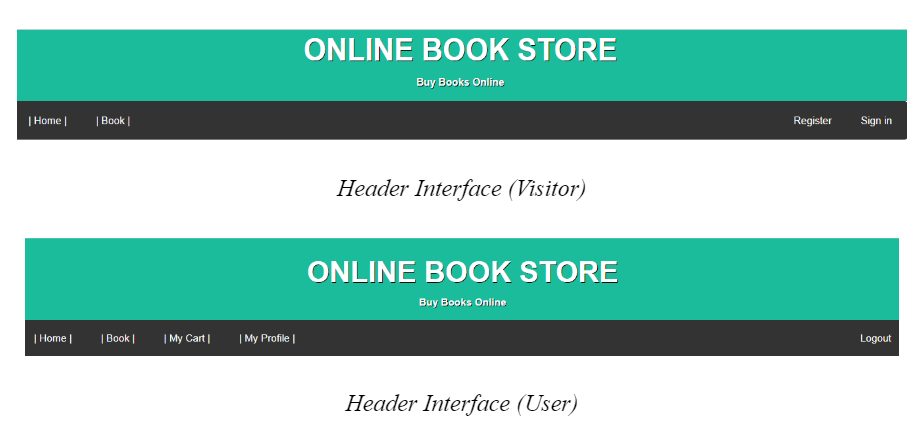 ONLINE BOOK STORE
Buy Books Online
| Home | | Book | Register Sign in
Header Interface (Visitor)
ONLINE BOOK STORE
Buy Books Online
| Home | | Book | | My Cart | | My Profile | Logout
Header Interface (User)